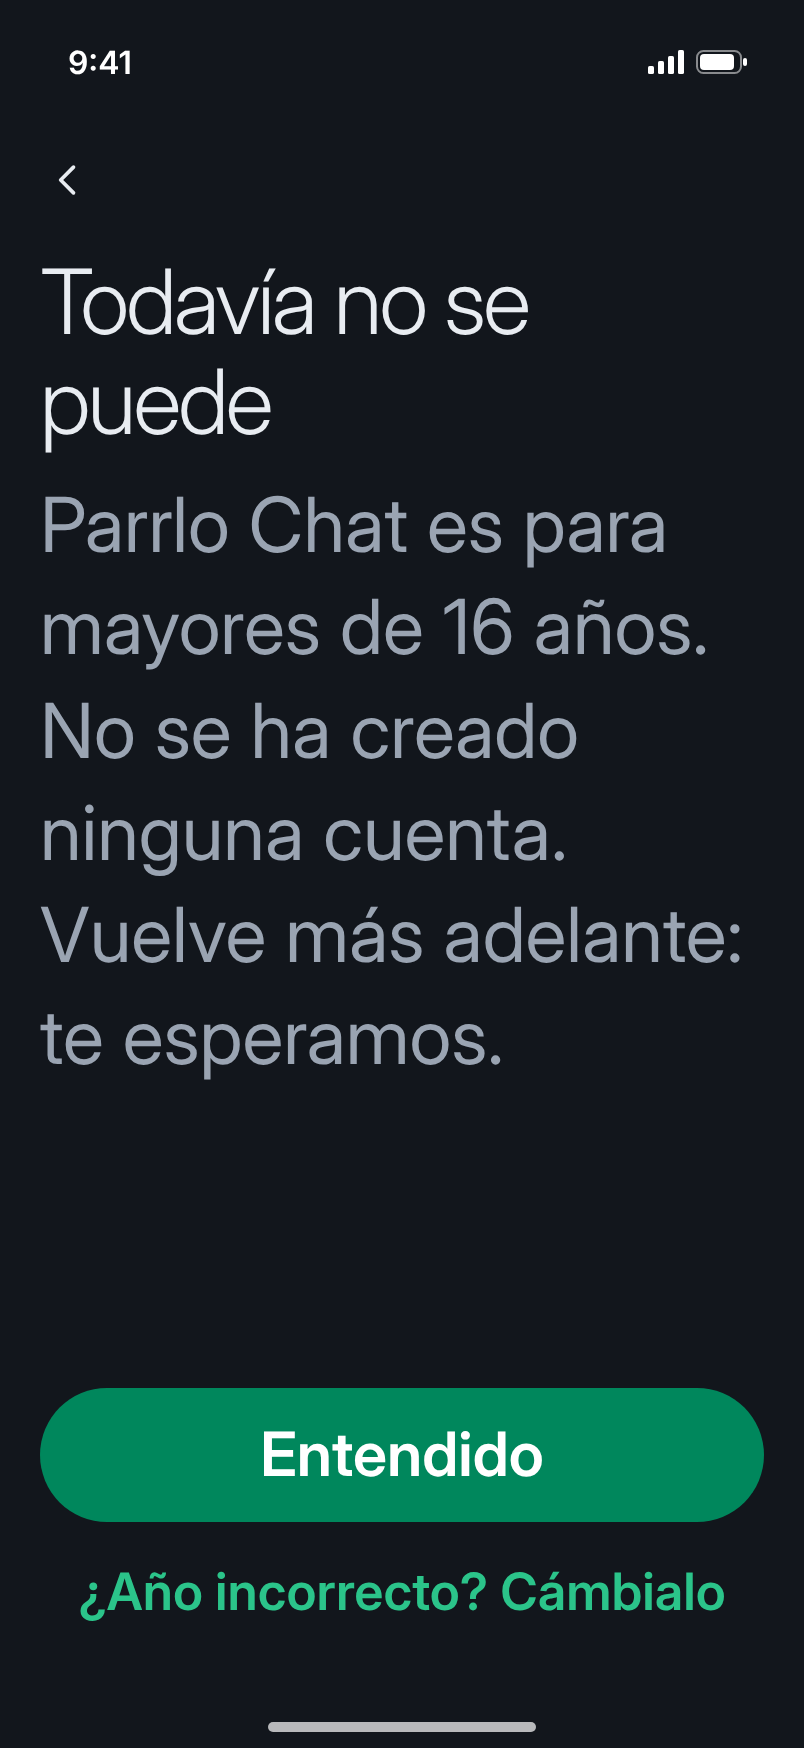 9:41
Todavía no se
puede
Parrlo Chat es para
mayores de 16 años.
No se ha creado
ninguna cuenta.
Vuelve más adelante:
te esperamos.
Entendido
¿Año incorrecto? Cámbialo